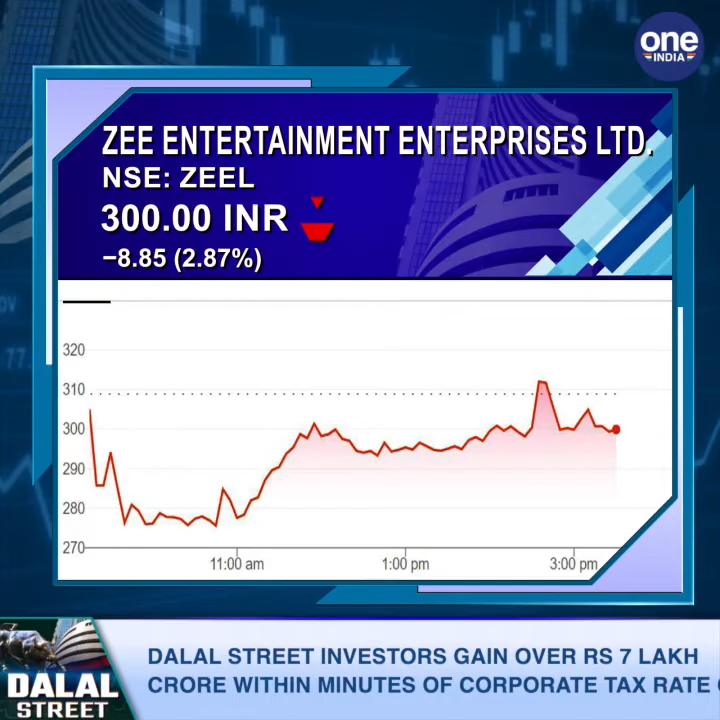 one
INDIA
ZEE ENTERTAINMENT ENTERPRISES LTD.
NSE: ZEEL
300.00 INR
−8.85 (2.87%)
320
310
300
290
280
270
11:00 am 1:00 pm 3:00 pm
DALAL STREET INVESTORS GAIN OVER RS 7 LAKH
CRORE WITHIN MINUTES OF CORPORATE TAX RATE
DALAL
STREET